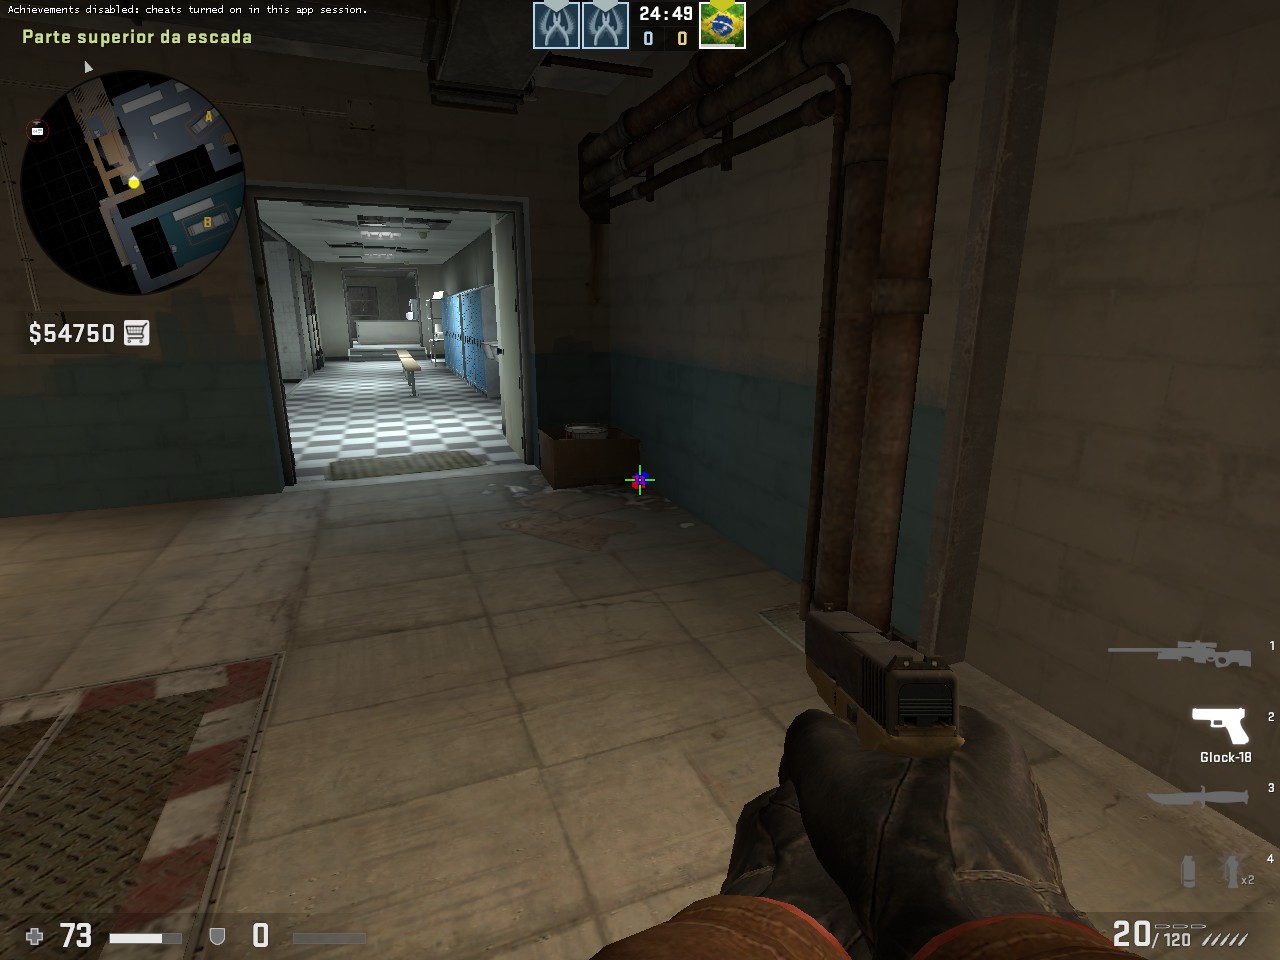 Achievements disabled: cheats turned on in this app session.
Parte superior da escada
24:49
0 0
A
B
$54750
1
2
Glock-18
3
4
x2
73
0
20/120